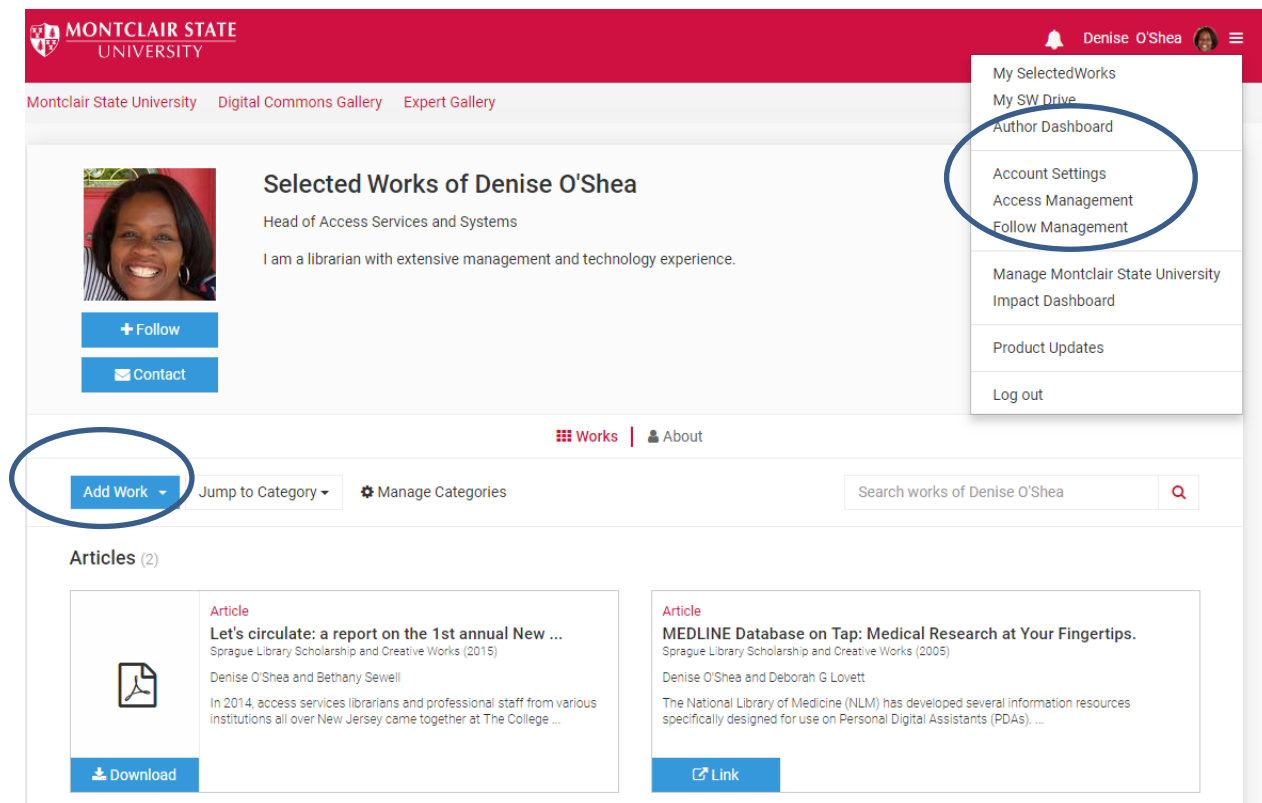 MONTCLAIR STATE
UNIVERSITY
Denise O'Shea
My SelectedWorks
My SW Drive
Author Dashboard
Account Settings
Access Management
Follow Management
Manage Montclair State University
Impact Dashboard
Product Updates
Log out
Montclair State University Digital Commons Gallery Expert Gallery
Selected Works of Denise O'Shea
Head of Access Services and Systems
I am a librarian with extensive management and technology experience.
Follow
Contact
Works About
Add Work Jump to Category Manage Categories Search works of Denise O'Shea
Articles (2)
Article
Let's circulate: a report on the 1st annual New ...
Sprague Library Scholarship and Creative Works (2015)
Denise O'Shea and Bethany Sewell
In 2014, access services librarians and professional staff from various
institutions all over New Jersey came together at The College ...
Download
Article
MEDLINE Database on Tap: Medical Research at Your Fingertips.
Sprague Library Scholarship and Creative Works (2005)
Denise O'Shea and Deborah G Lovett
The National Library of Medicine (NLM) has developed several information resources
specifically designed for use on Personal Digital Assistants (PDAs). ...
Link